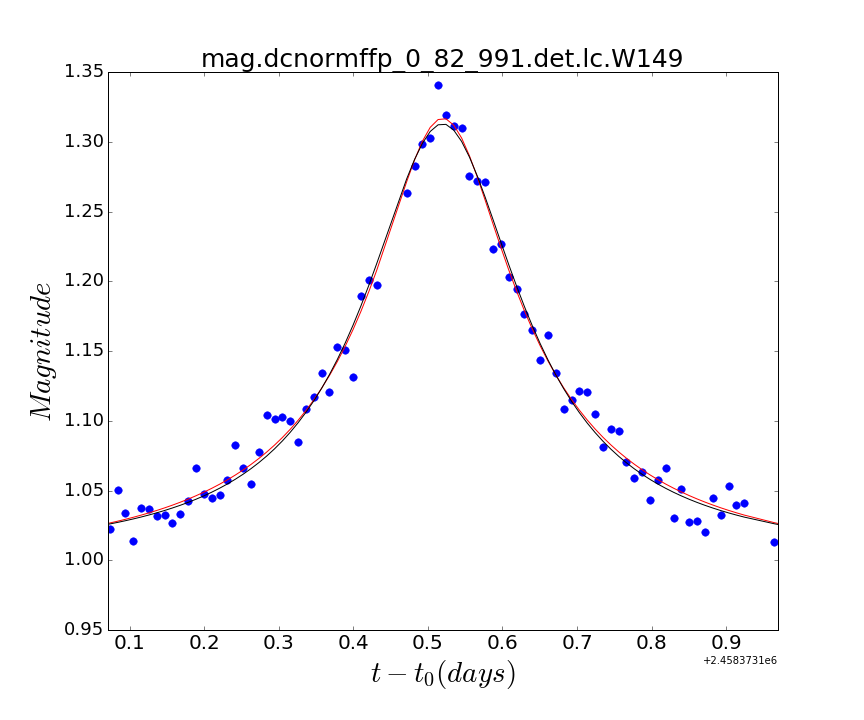 mag.dcnormffp_0_82_991.det.lc.W149
1.35
1.30
1.25
1.20
1.15
1.10
1.05
1.00
0.95
Magnitude
0.1 0.2 0.3 0.4 0.5 0.6 0.7 0.8 0.9
+2.4583731e6
t − t₀(days)